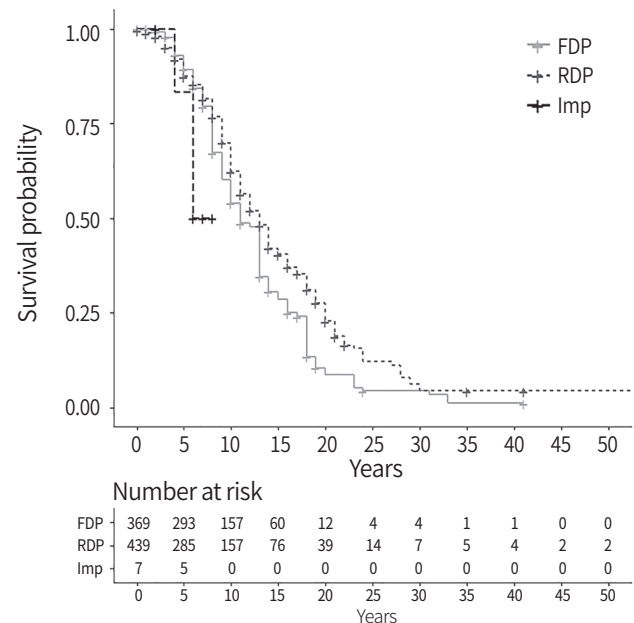 1.00
0.75
0.50
0.25
0.00
Survival probability
FDP
RDP
Imp
0 5 10 15 20 25 30 35 40 45 50
Years
Number at risk
FDP 369 293 157 60 12 4 4 1 1 0 0
RDP 439 285 157 76 39 14 7 5 4 2 2
Imp 7 5 0 0 0 0 0 0 0 0 0
0 5 10 15 20 25 30 35 40 45 50
Years